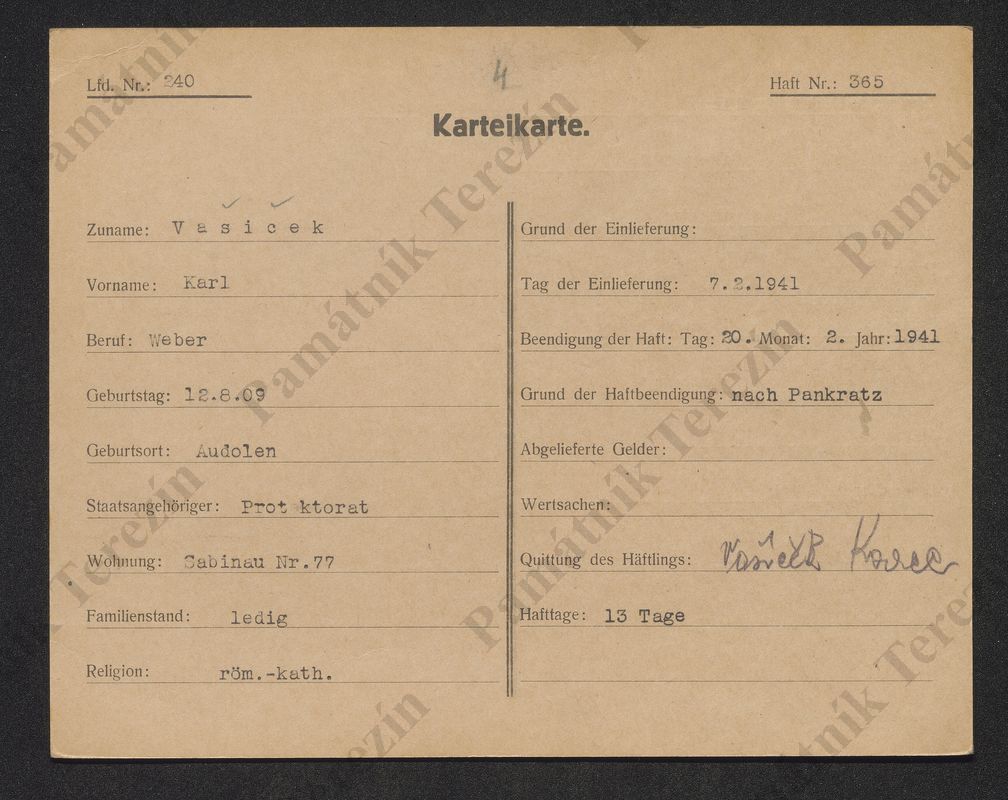 Lfd. Nr.: 240
4
Haft Nr.: 365
Karteikarte.
Zuname: Vašíček
Vorname: Karl
Beruf: Weber
Geburtstag: 12.8.09
Geburtsort: Audolen
Staatsangehöriger: Prot ktorat
Wohnung: Sabinau Nr.77
Familienstand: ledig
Religion: röm.-kath.
Grund der Einlieferung:
Tag der Einlieferung: 7.2.1941
Beendigung der Haft: Tag: 20. Monat: 2. Jahr: 1941
Grund der Haftbeendigung: nach Pankratz
Abgelieferte Gelder:
Wertsachen:
Quittung des Häftlings: Vašíček Karel
Hafttage: 13 Tage
Památník Terezín